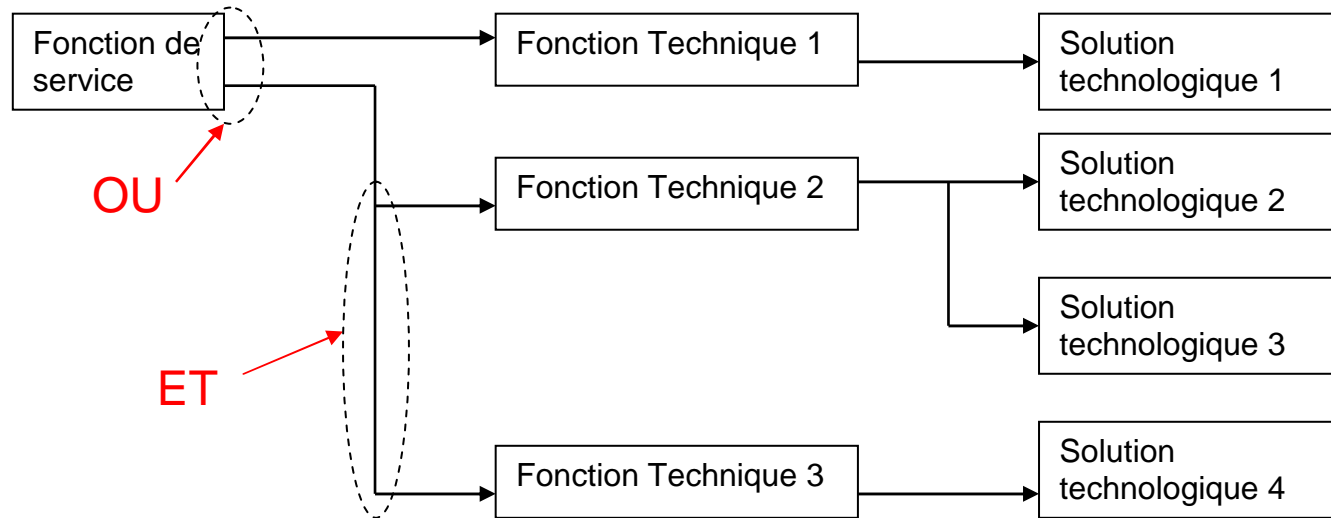 Fonction de
service
Fonction Technique 1
Solution
technologique 1
OU
Fonction Technique 2
Solution
technologique 2
Solution
technologique 3
ET
Fonction Technique 3
Solution
technologique 4